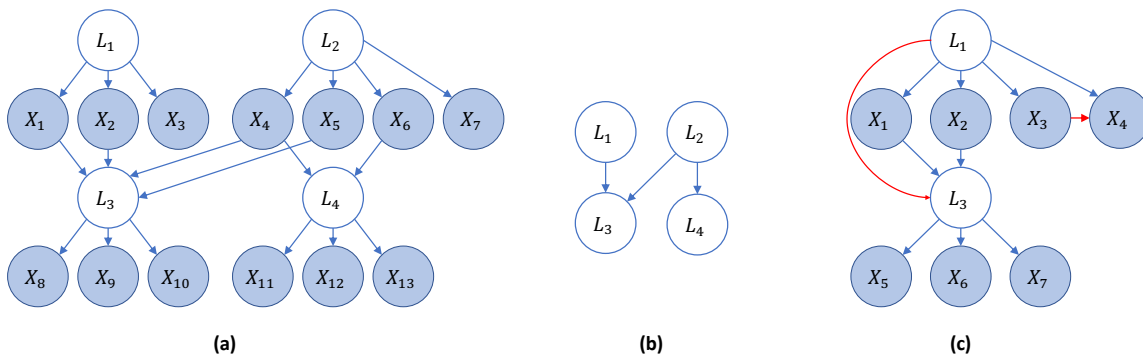 L₁ L₂ L₁
X₁ X₂ X₃ X₄ X₅ X₆ X₇ L₁ L₂ X₁ X₂ X₃ X₄
L₃ L₄ L₃ L₄ L₃
X₈ X₉ X₁₀ X₁₁ X₁₂ X₁₃ X₅ X₆ X₇
(a) (b) (c)